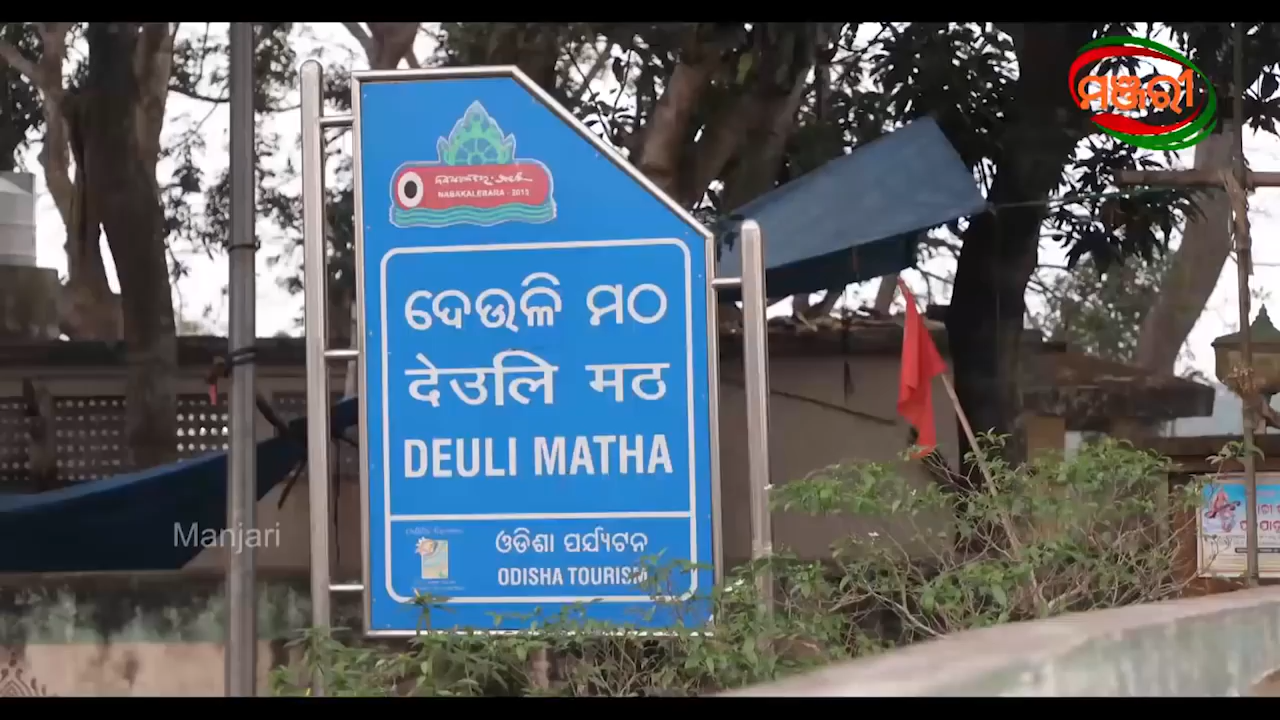 ମଞ୍ଜରୀ
NABAKALEBARA - 2015
ଦେଉଳି ମଠ
देउलि मठ
DEULI MATHA
Manjari
ଓଡିଶା ପର୍ଯ୍ୟଟନ
ODISHA TOURISM